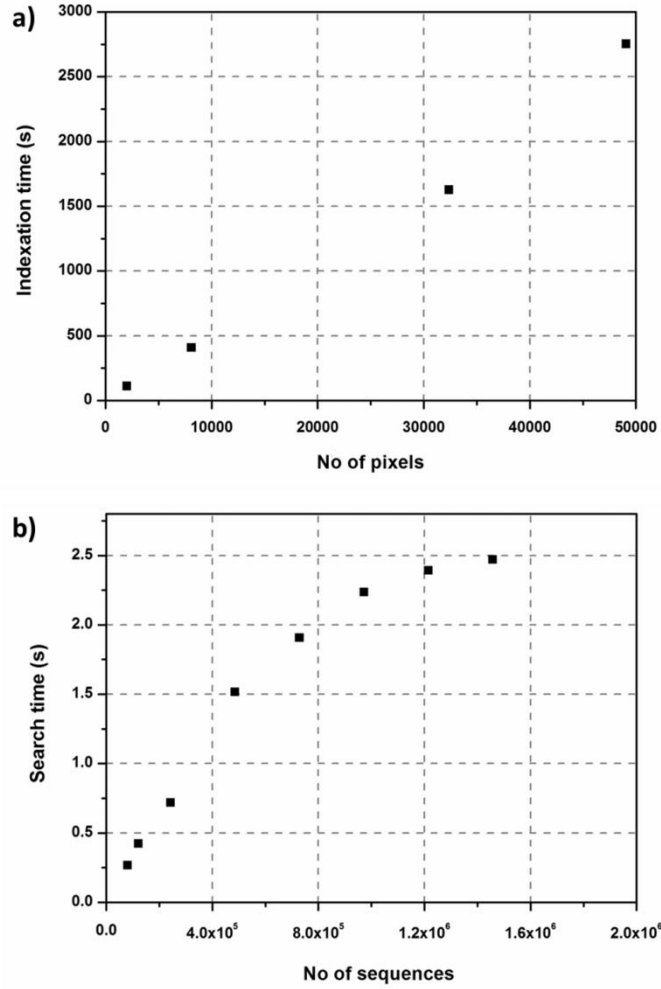 a)
3000
2500
2000
1500
1000
500
0
Indexation time (s)
0 10000 20000 30000 40000 50000
No of pixels
b)
2.5
2.0
1.5
1.0
0.5
0.0
Search time (s)
0.0 4.0x10⁵ 8.0x10⁵ 1.2x10⁶ 1.6x10⁶ 2.0x10⁶
No of sequences